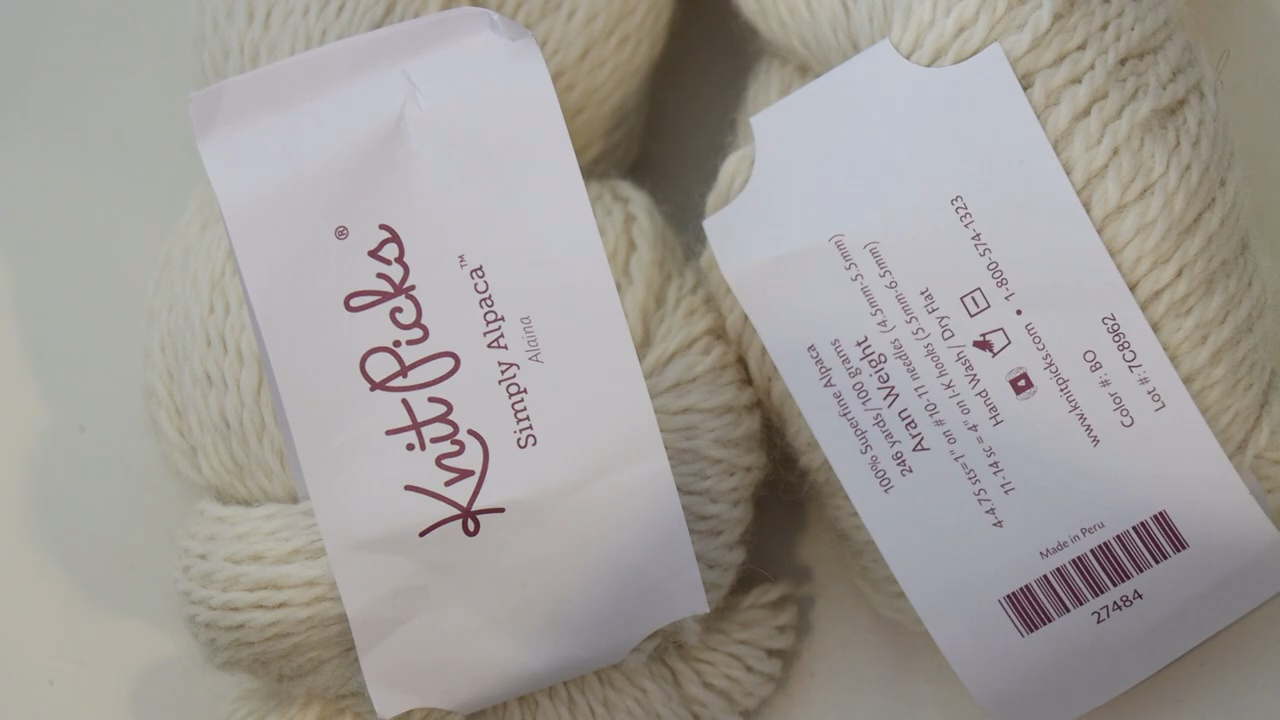 KnitPicks®
Simply Alpaca™
Alaina
100% Superfine Alpaca
246 yards/100 grams
Aran Weight
4-4.75 sts=1" on #10-11 needles (4.5mm-5.5mm)
11-14 sc = 4" on I-K hooks (5.5mm-6.5mm)
Hand Wash/ Dry Flat
www.knitpicks.com • 1-800-574-1323
Color #: BO
Lot #:7C8962
Made in Peru
27484